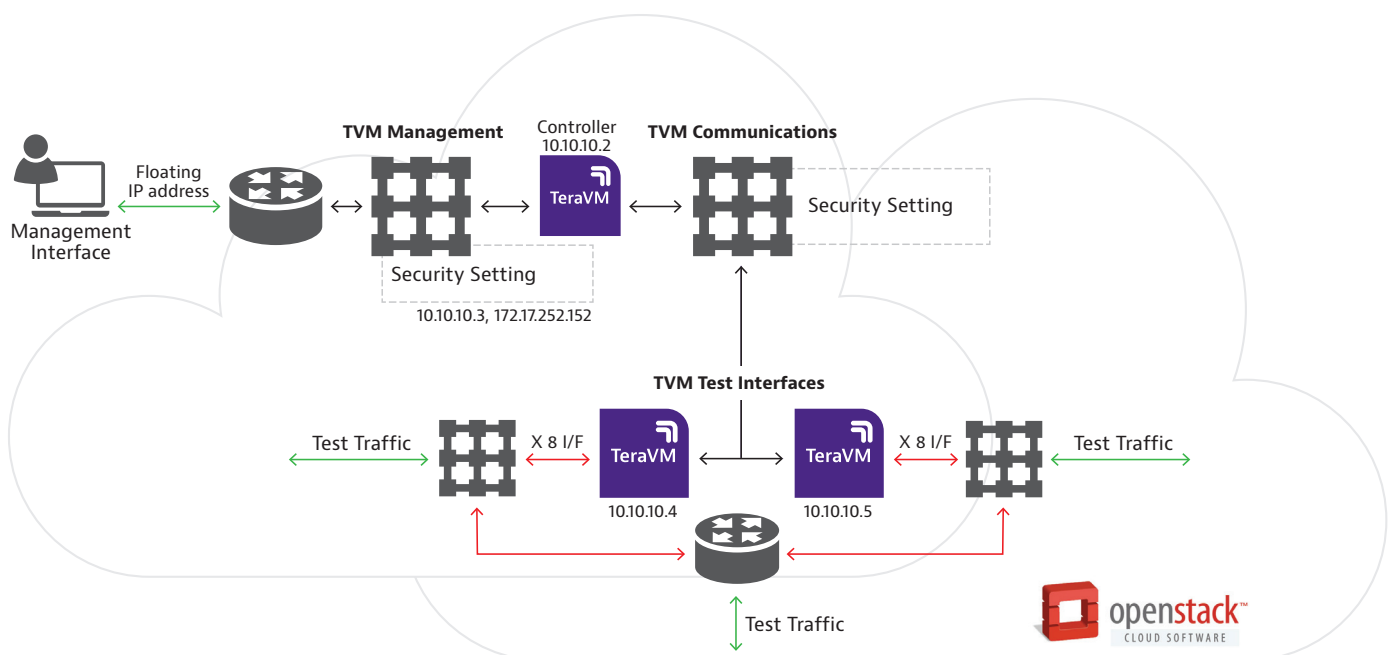 TVM Management
Controller
10.10.10.2
TVM Communications
Floating
IP address
TeraVM
Security Setting
Management
Interface
Security Setting
10.10.10.3, 172.17.252.152
TVM Test Interfaces
Test Traffic
X 8 I/F
TeraVM
TeraVM
X 8 I/F
Test Traffic
10.10.10.4
10.10.10.5
Test Traffic
openstack™
CLOUD SOFTWARE